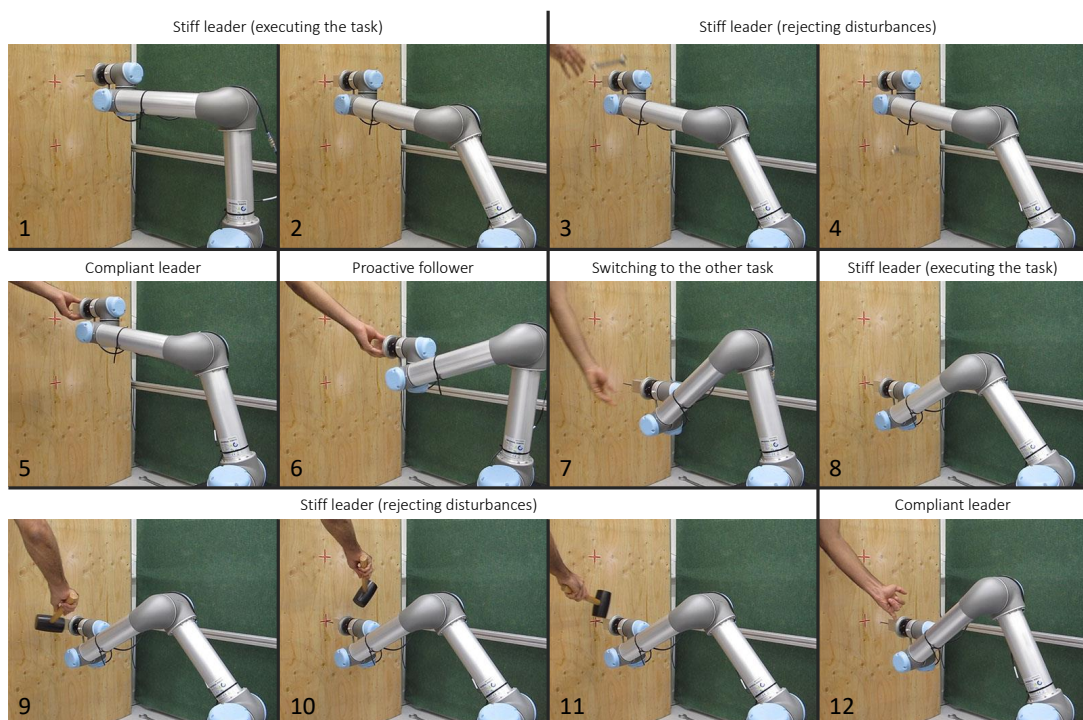 Stiff leader (executing the task)
Stiff leader (rejecting disturbances)
1
2
3
4
Compliant leader
Proactive follower
Switching to the other task
Stiff leader (executing the task)
5
6
7
8
Stiff leader (rejecting disturbances)
Compliant leader
9
10
11
12